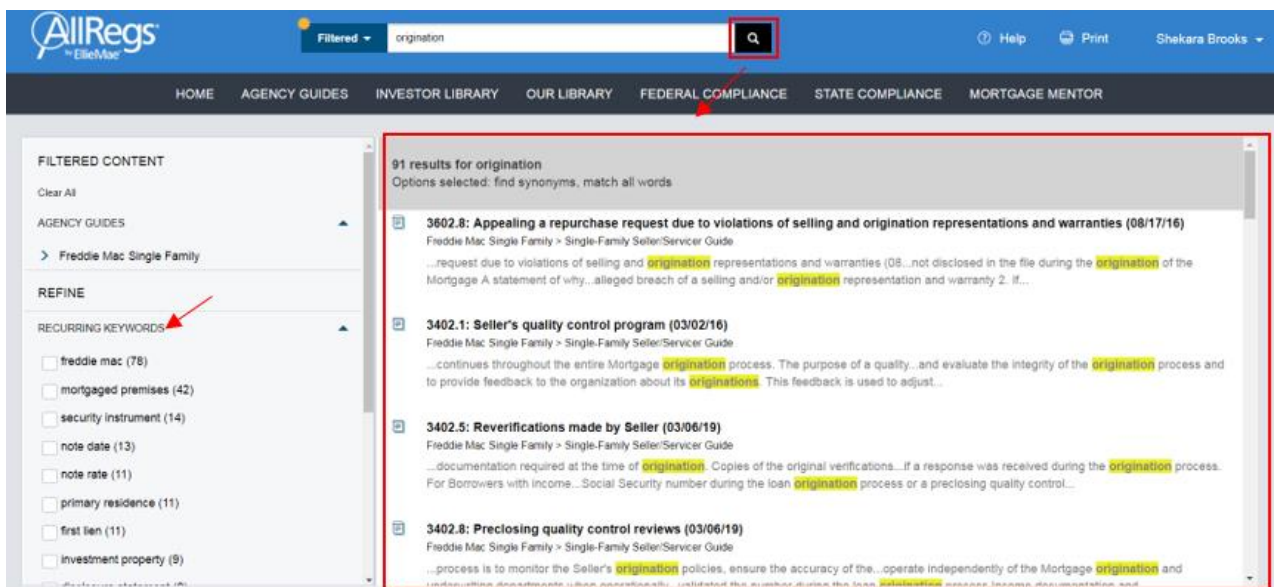 AllRegs
by EllieMae
Filtered
origination
Help
Print
Shekara Brooks
HOME
AGENCY GUIDES
INVESTOR LIBRARY
OUR LIBRARY
FEDERAL COMPLIANCE
STATE COMPLIANCE
MORTGAGE MENTOR
FILTERED CONTENT
Clear All
AGENCY GUIDES
Freddie Mac Single Family
REFINE
RECURRING KEYWORDS
freddie mac (78)
mortgaged premises (42)
security instrument (14)
note date (13)
note rate (11)
primary residence (11)
first lien (11)
investment property (9)
91 results for origination
Options selected: find synonyms, match all words
3602.8: Appealing a repurchase request due to violations of selling and origination representations and warranties (08/17/16)
Freddie Mac Single Family > Single-Family Seller/Servicer Guide
...request due to violations of selling and origination representations and warranties (08...not disclosed in the file during the origination of the
Mortgage A statement of why...alleged breach of a selling and/or origination representation and warranty 2. If...
3402.1: Seller's quality control program (03/02/16)
Freddie Mac Single Family > Single-Family Seller/Servicer Guide
...continues throughout the entire Mortgage origination process. The purpose of a quality...and evaluate the integrity of the origination process and
to provide feedback to the organization about its originations. This feedback is used to adjust...
3402.5: Reverifications made by Seller (03/06/19)
Freddie Mac Single Family > Single-Family Seller/Servicer Guide
...documentation required at the time of origination. Copies of the original verifications...If a response was received during the origination process.
For Borrowers with income...Social Security number during the loan origination process or a preclosing quality control...
3402.8: Preclosing quality control reviews (03/06/19)
Freddie Mac Single Family > Single-Family Seller/Servicer Guide
...process is to monitor the Seller's origination policies, ensure the accuracy of the...operate independently of the Mortgage origination and